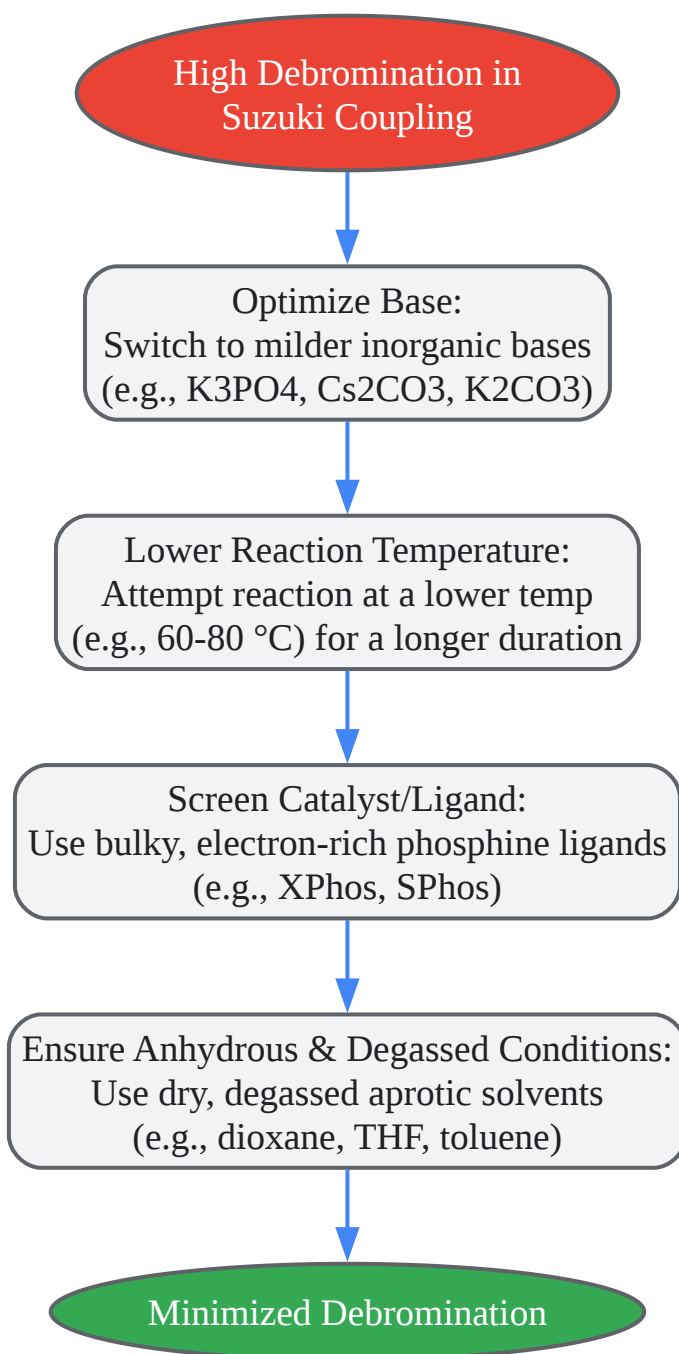 High Debromination in
Suzuki Coupling
Optimize Base:
Switch to milder inorganic bases
(e.g., K3PO4, Cs2CO3, K2CO3)
Lower Reaction Temperature:
Attempt reaction at a lower temp
(e.g., 60-80 °C) for a longer duration
Screen Catalyst/Ligand:
Use bulky, electron-rich phosphine ligands
(e.g., XPhos, SPhos)
Ensure Anhydrous & Degassed Conditions:
Use dry, degassed aprotic solvents
(e.g., dioxane, THF, toluene)
Minimized Debromination